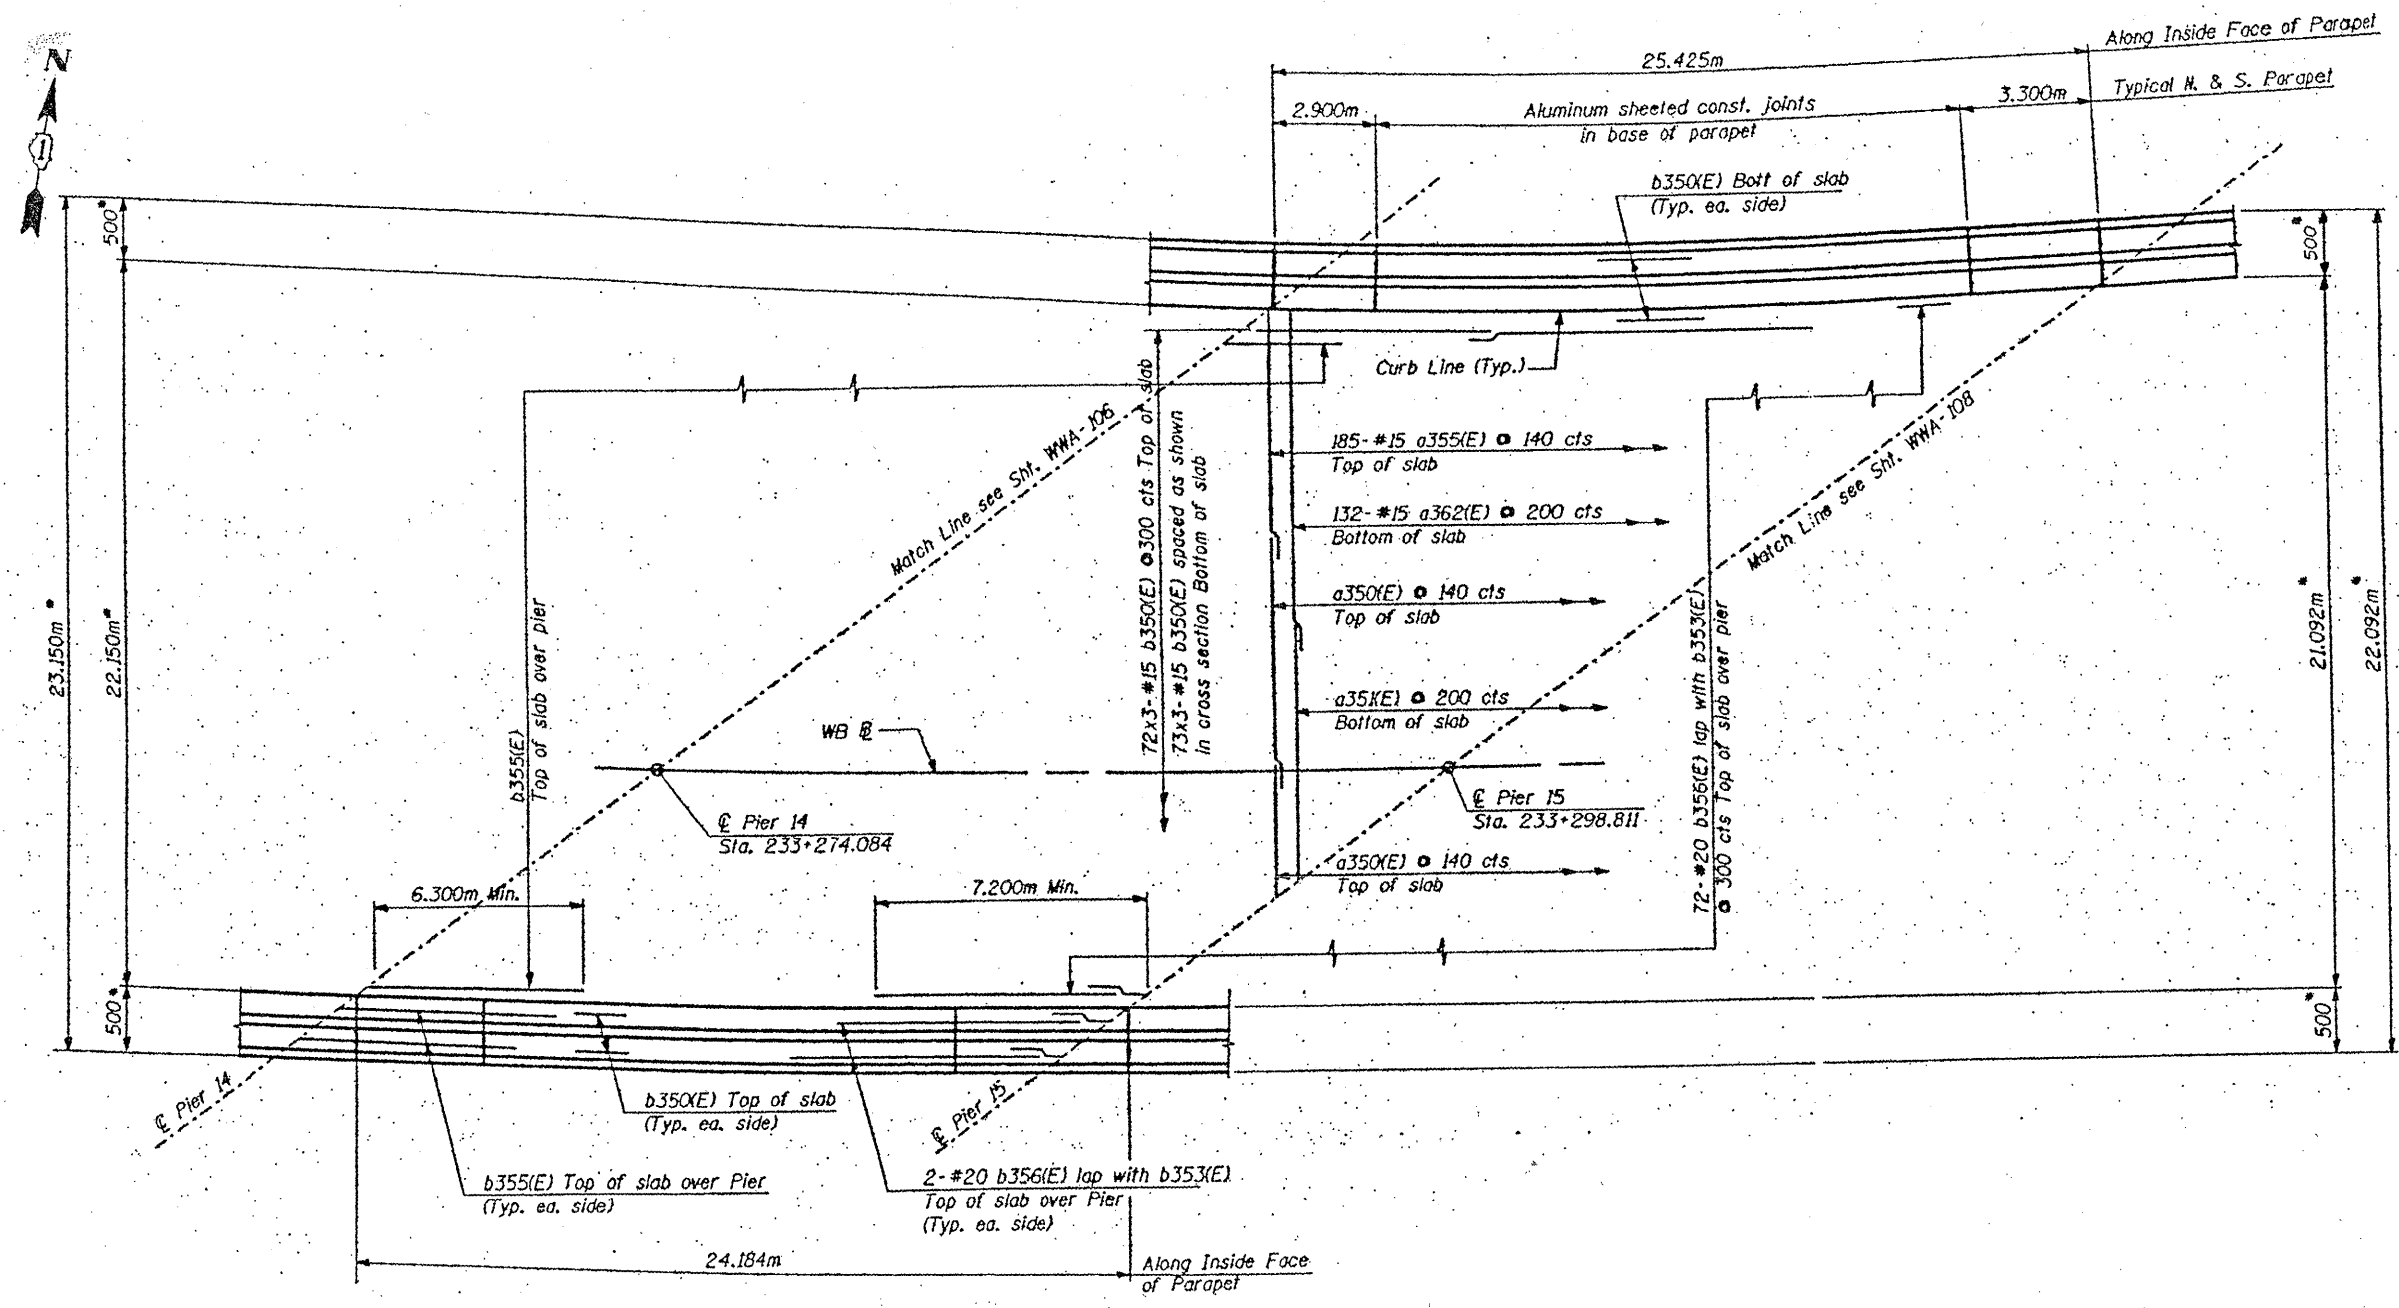 N
1
25.425m
Along Inside Face of Parapet
2.900m
Aluminum sheeted const. joints
in base of parapet
3.300m
Typical N. & S. Parapet
b350(E) Bott of slab
(Typ. ea. side)
500*
500*
Curb Line (Typ.)
Match Line see Sht. WWA-106
Match Line see Sht. WWA-108
185-#15 a355(E) @ 140 cts
Top of slab
132-#15 a362(E) @ 200 cts
Bottom of slab
a350(E) @ 140 cts
Top of slab
a351(E) @ 200 cts
Bottom of slab
a350(E) @ 140 cts
Top of slab
72x3-#15 b350(E) @300 cts Top of slab
73x3-#15 b350(E) spaced as shown
in cross section Bottom of slab
72-#20 b356(E) lap with b353(E)
@ 300 cts Top of slab over pier
b355(E)
Top of slab over pier
23.150m*
22.150m*
21.092m*
22.092m*
WB ⅊
℄ Pier 14
Sta. 233+274.084
℄ Pier 15
Sta. 233+298.811
6.300m Min.
7.200m Min.
500*
500*
℄ Pier 14
℄ Pier 15
b350(E) Top of slab
(Typ. ea. side)
b355(E) Top of slab over Pier
(Typ. ea. side)
2-#20 b356(E) lap with b353(E)
Top of slab over Pier
(Typ. ea. side)
24.184m
Along Inside Face
of Parapet